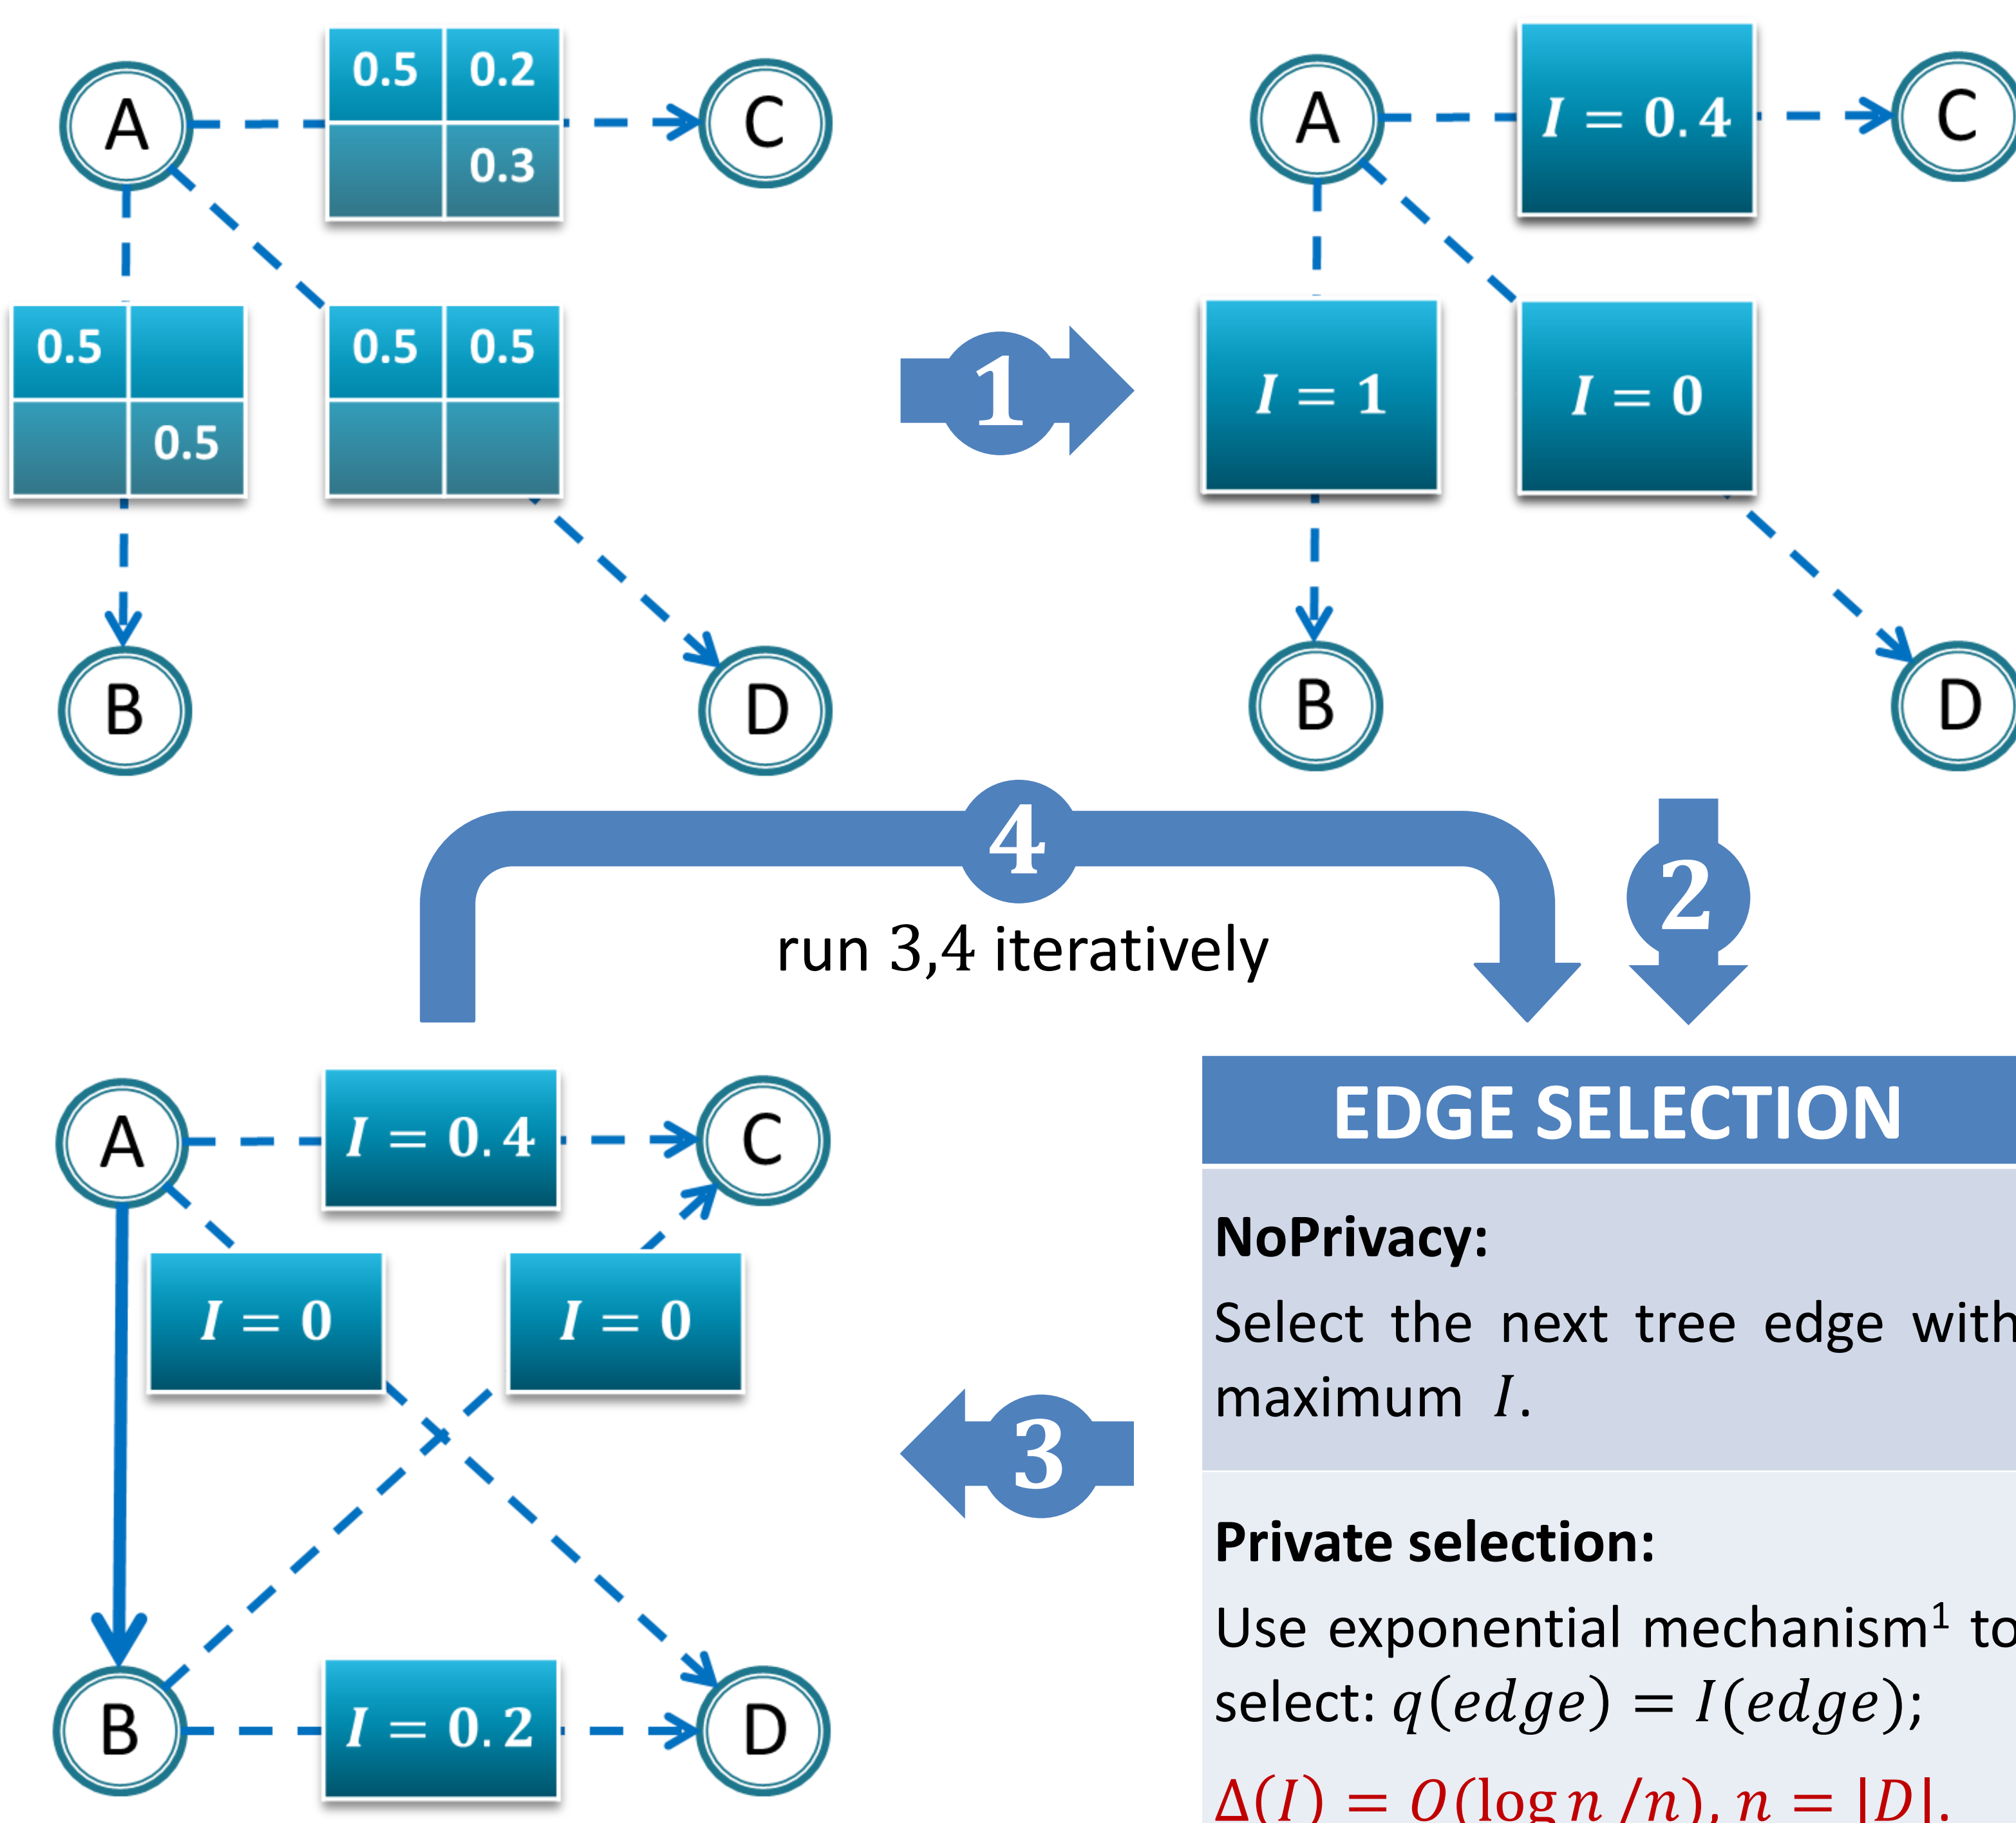 A
0.5 0.2
0.3
C
0.5
0.5
0.5 0.5
B
D
1
A
I = 0.4
C
I = 1
I = 0
B
D
4
run 3,4 iteratively
2
A
I = 0.4
C
I = 0
I = 0
B
I = 0.2
D
3
EDGE SELECTION
NoPrivacy:
Select the next tree edge with
maximum I.
Private selection:
Use exponential mechanism¹ to
select: q(edge) = I(edge);
Δ(I) = O(log n /n), n = |D|.